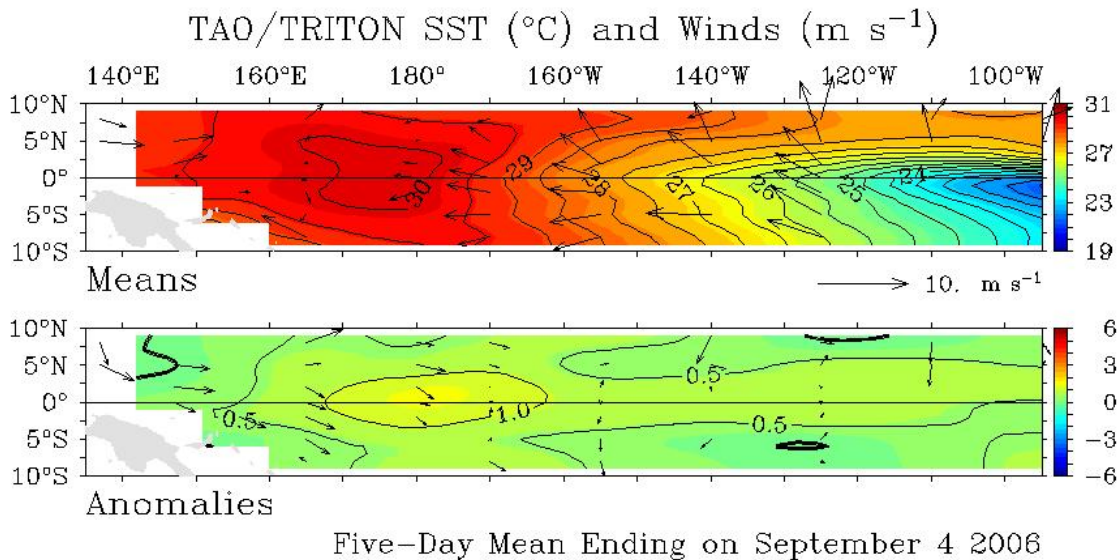 TAO/TRITON SST (°C) and Winds (m s⁻¹)
140°E 160°E 180° 160°W 140°W 120°W 100°W
10°N
5°N
0°
5°S
10°S
30 29 28 27 26 25 24
31
27
23
19
Means
10. m s⁻¹
10°N
5°N
0°
5°S
10°S
0.5 1.0 0.5 0.5
6
3
0
−3
−6
Anomalies
Five−Day Mean Ending on September 4 2006